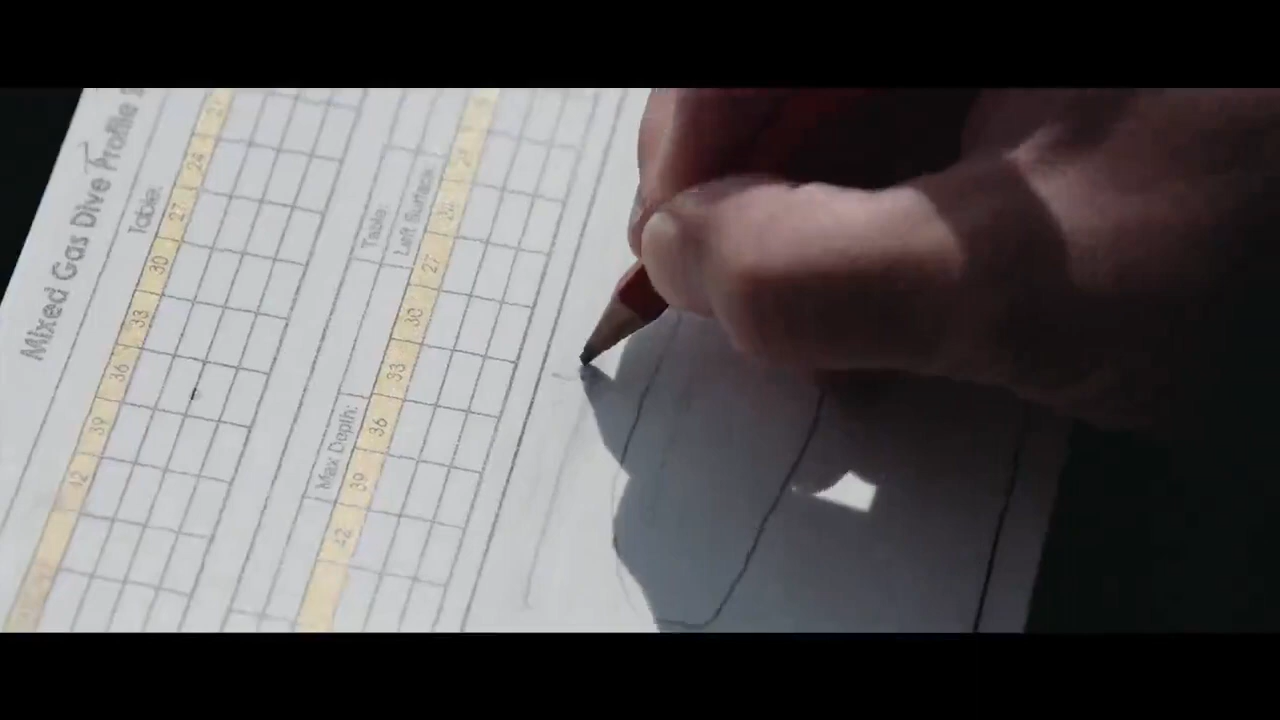 Mixed Gas Dive Profile
Table:
42 39 36 33 30 27 24 21
Max Depth:
Table:
Left Surface:
42 39 36 33 30 27 24